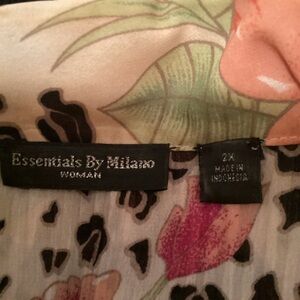 Essentials By Milano
WOMAN
2X
MADE IN
INDONESIA